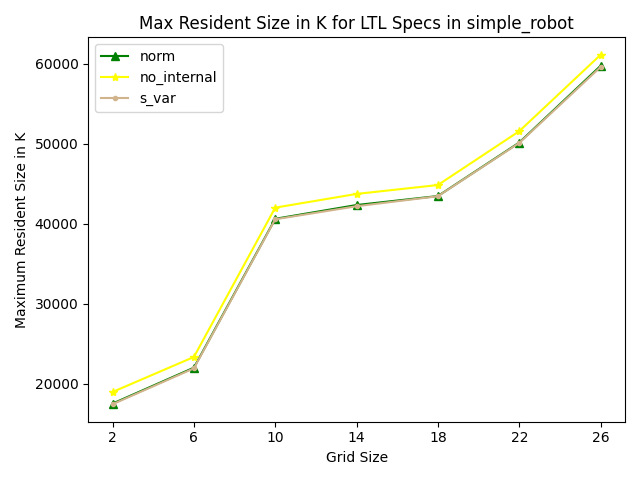 Max Resident Size in K for LTL Specs in simple_robot
norm
no_internal
s_var
Maximum Resident Size in K
60000
50000
40000
30000
20000
2 6 10 14 18 22 26
Grid Size